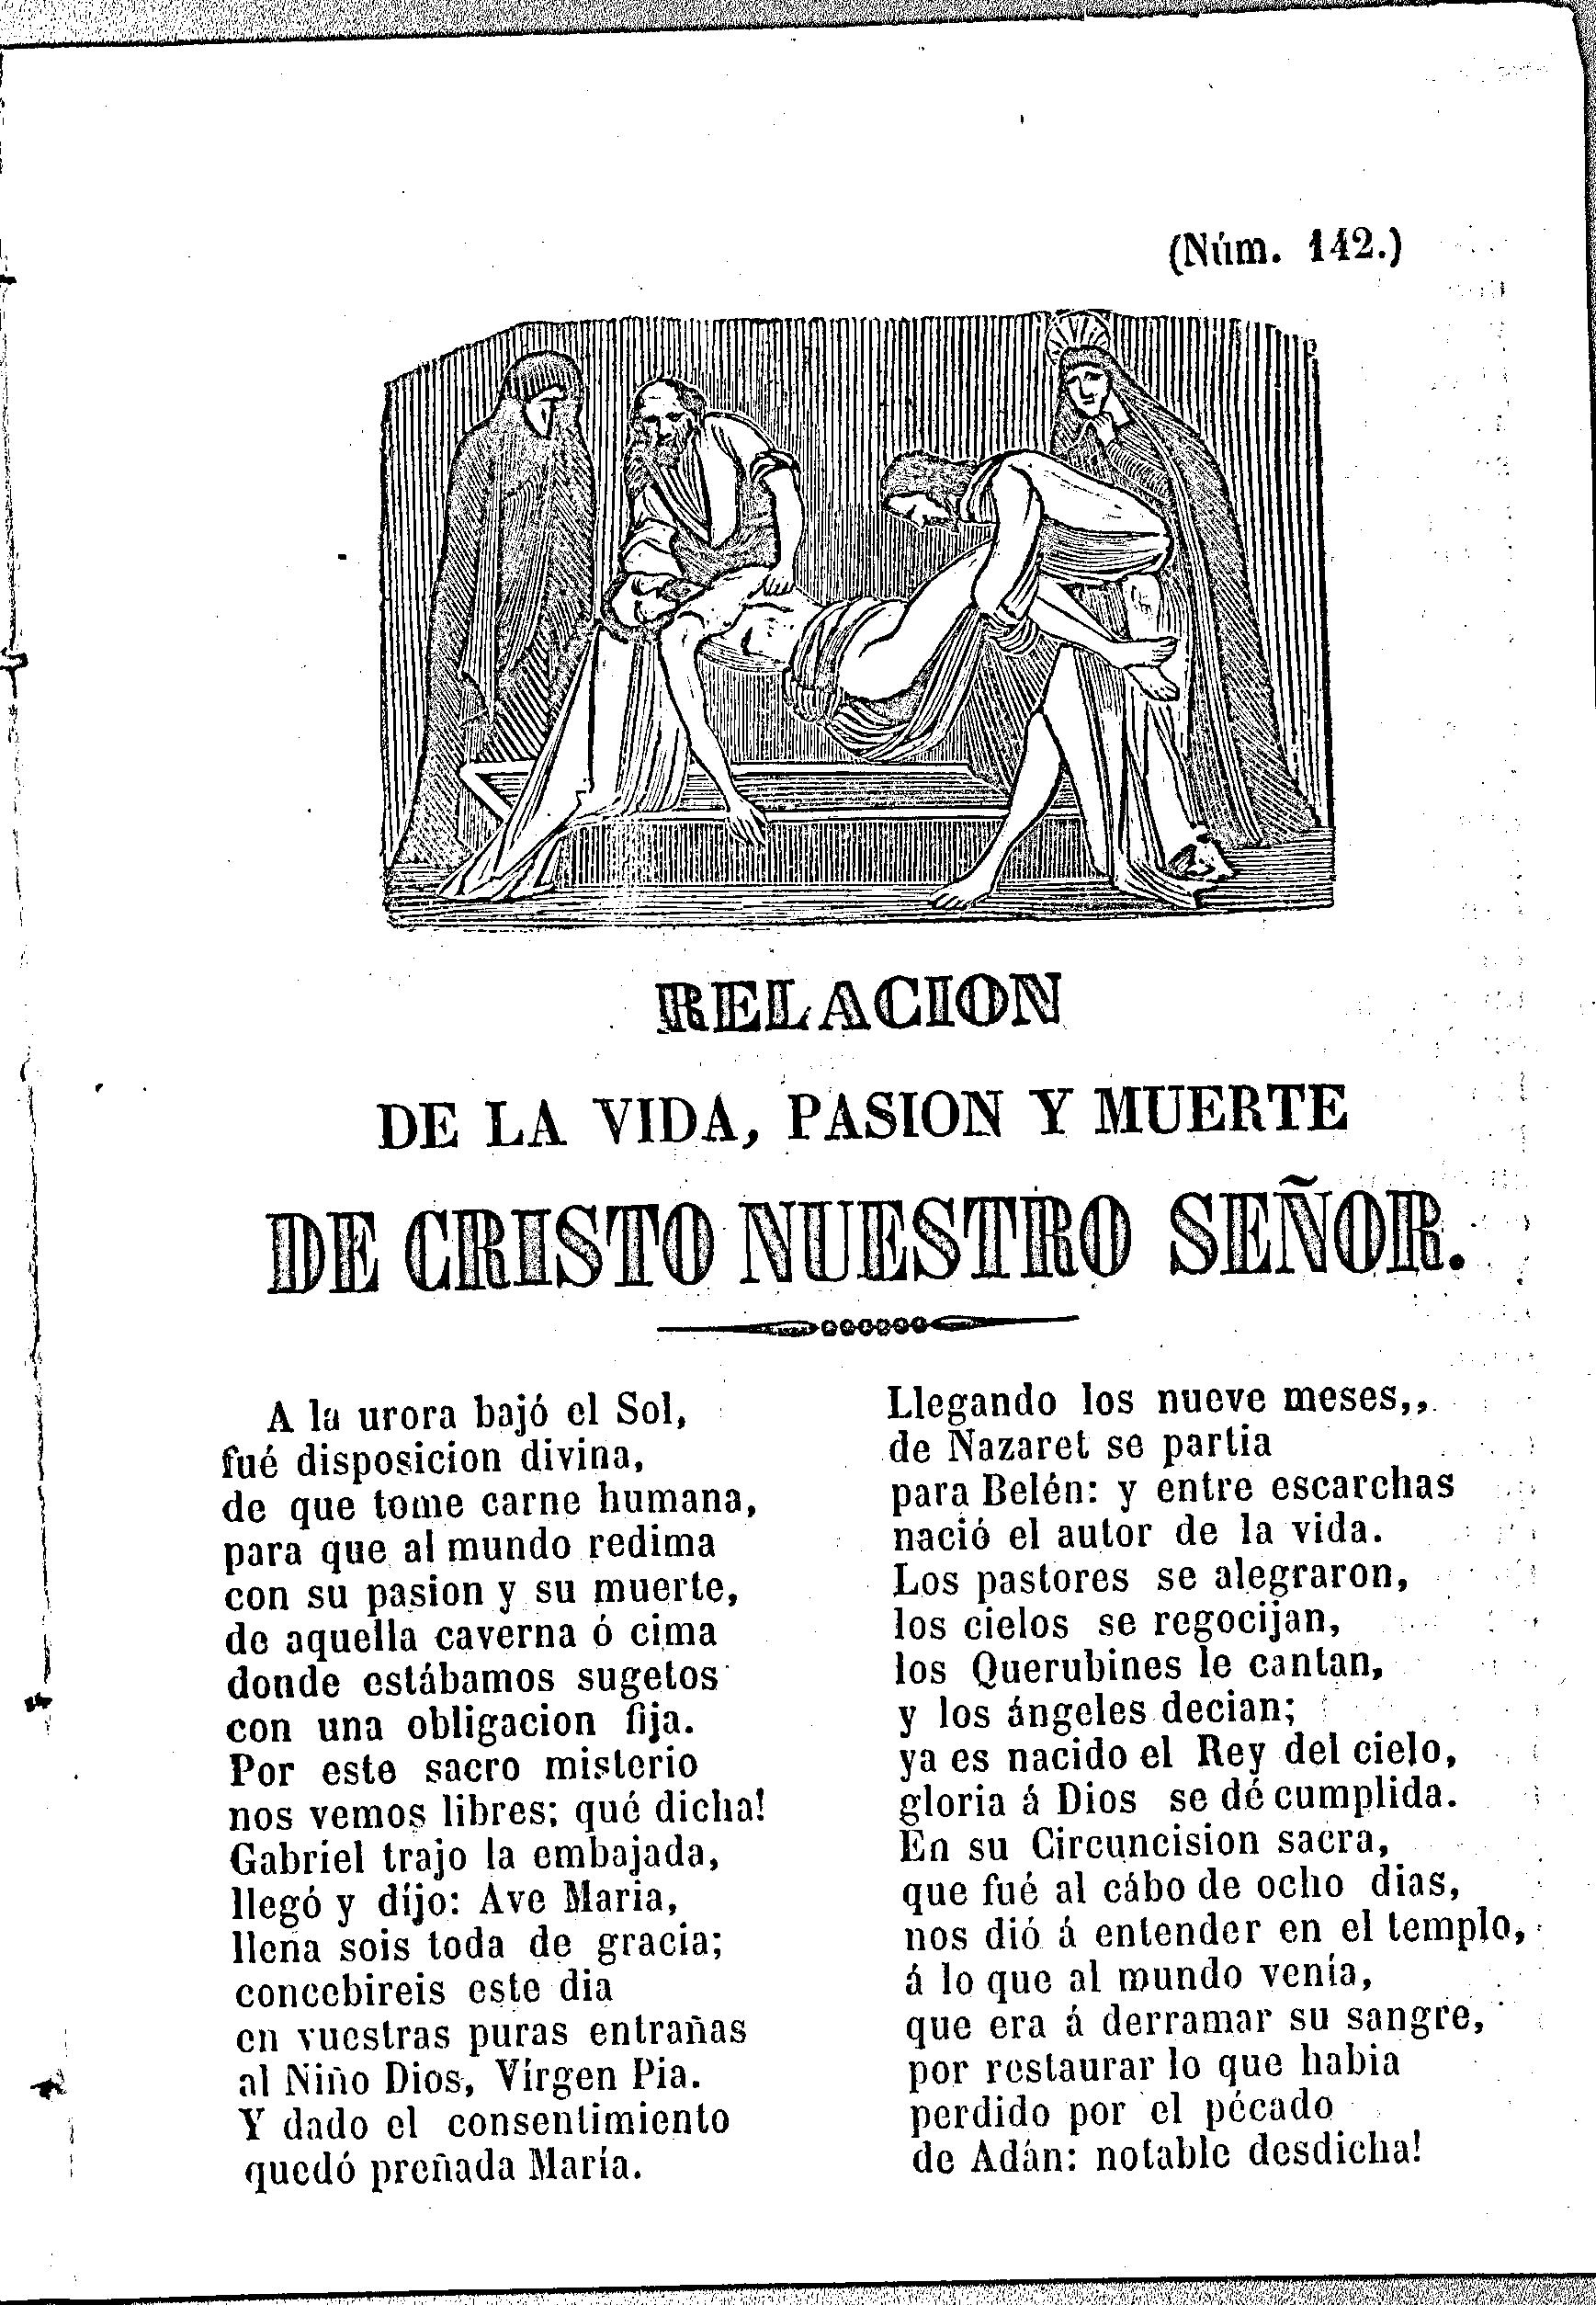 (Núm. 142.)
RELACION
DE LA VIDA, PASION Y MUERTE
DE CRISTO NUESTRO SEÑOR.
A la urora bajó el Sol,
fué disposicion divina,
de que tome carne humana,
para que al mundo redima
con su pasion y su muerte,
de aquella caverna ó cima
donde estábamos sugetos
con una obligacion fija.
Por este sacro misterio
nos vemos libres; qué dicha!
Gabriel trajo la embajada,
llegó y dijo: Ave Maria,
llena sois toda de gracia;
concebireis este dia
en vuestras puras entrañas
al Niño Dios, Vírgen Pia.
Y dado el consentimiento
quedó preñada María.
Llegando los nueve meses,,
de Nazaret se partia
para Belén: y entre escarchas
nació el autor de la vida.
Los pastores se alegraron,
los cielos se regocijan,
los Querubines le cantan,
y los ángeles decian;
ya es nacido el Rey del cielo,
gloria á Dios se dé cumplida.
En su Circuncision sacra,
que fué al cábo de ocho dias,
nos dió á entender en el templo,
á lo que al mundo venía,
que era á derramar su sangre,
por restaurar lo que habia
perdido por el pécado
de Adán: notable desdicha!